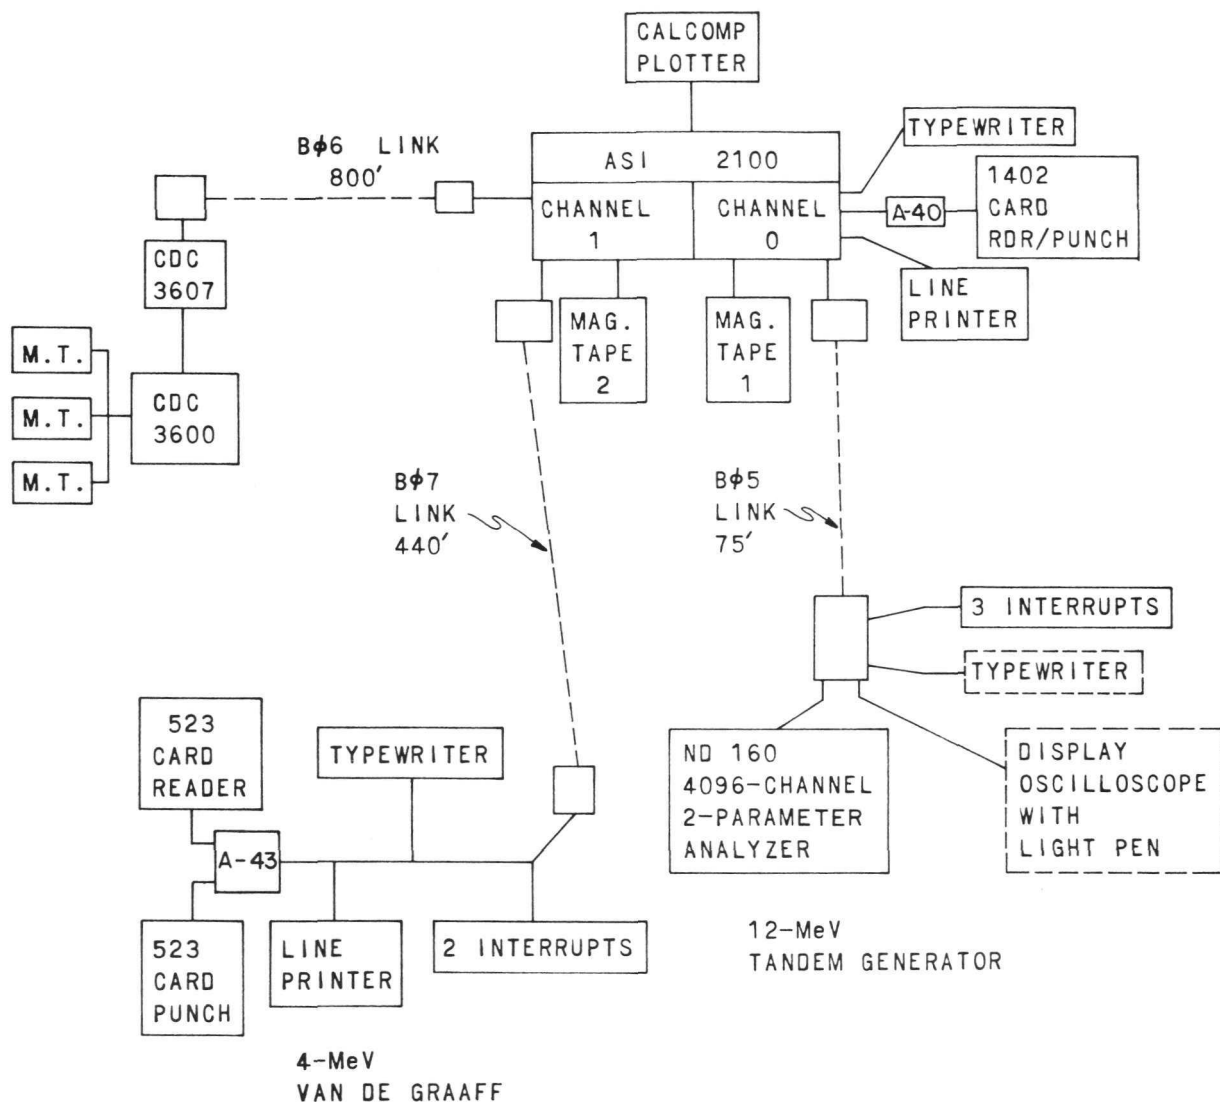 CALCOMP
PLOTTER
Bϕ6 LINK
800′
ASI 2100
CHANNEL
1
CHANNEL
0
TYPEWRITER
A-40
1402
CARD
RDR/PUNCH
LINE
PRINTER
CDC
3607
MAG.
TAPE
2
MAG.
TAPE
1
M.T.
M.T.
M.T.
CDC
3600
Bϕ7
LINK
440′
Bϕ5
LINK
75′
3 INTERRUPTS
TYPEWRITER
ND 160
4096-CHANNEL
2-PARAMETER
ANALYZER
DISPLAY
OSCILLOSCOPE
WITH
LIGHT PEN
12-MeV
TANDEM GENERATOR
523
CARD
READER
TYPEWRITER
A-43
523
CARD
PUNCH
LINE
PRINTER
2 INTERRUPTS
4-MeV
VAN DE GRAAFF